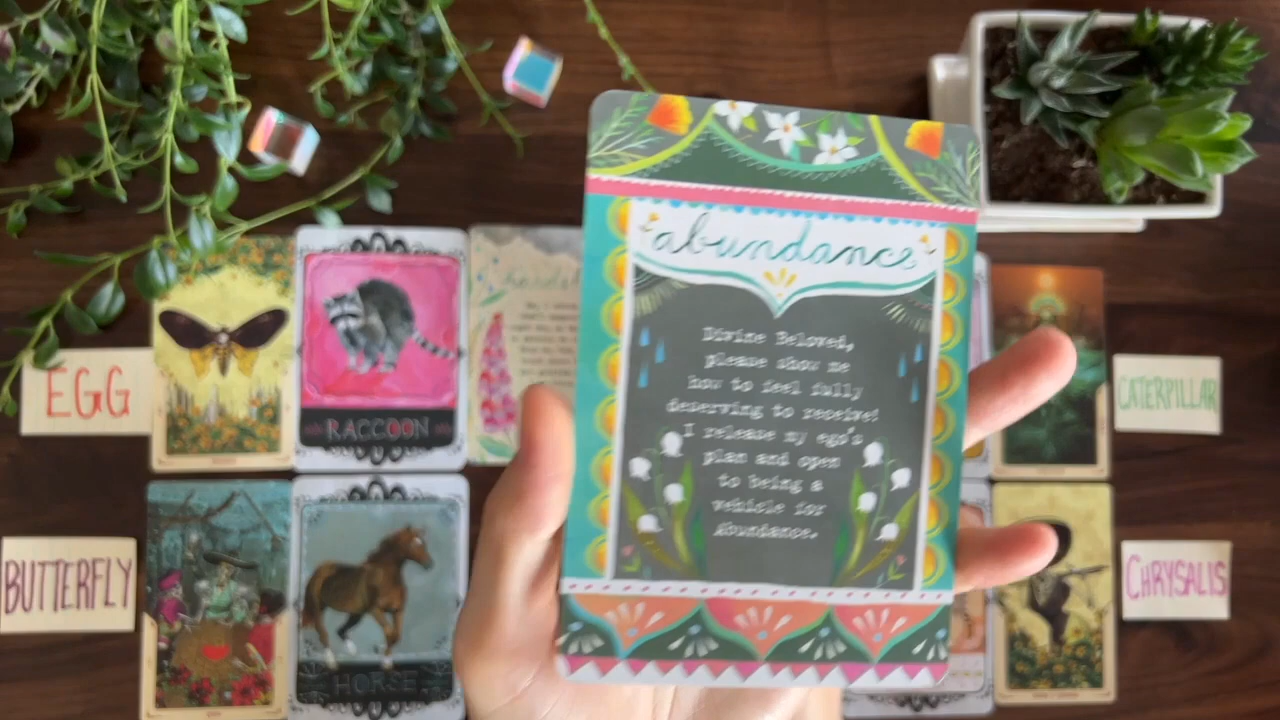 abundance
Divine Beloved,
please show me
how to feel fully
deserving to receive!
I release my ego's
plan and open
to being a
vehicle for
Abundance.
EGG
RACCOON
CATERPILLAR
BUTTERFLY
HORSE
CHRYSALIS